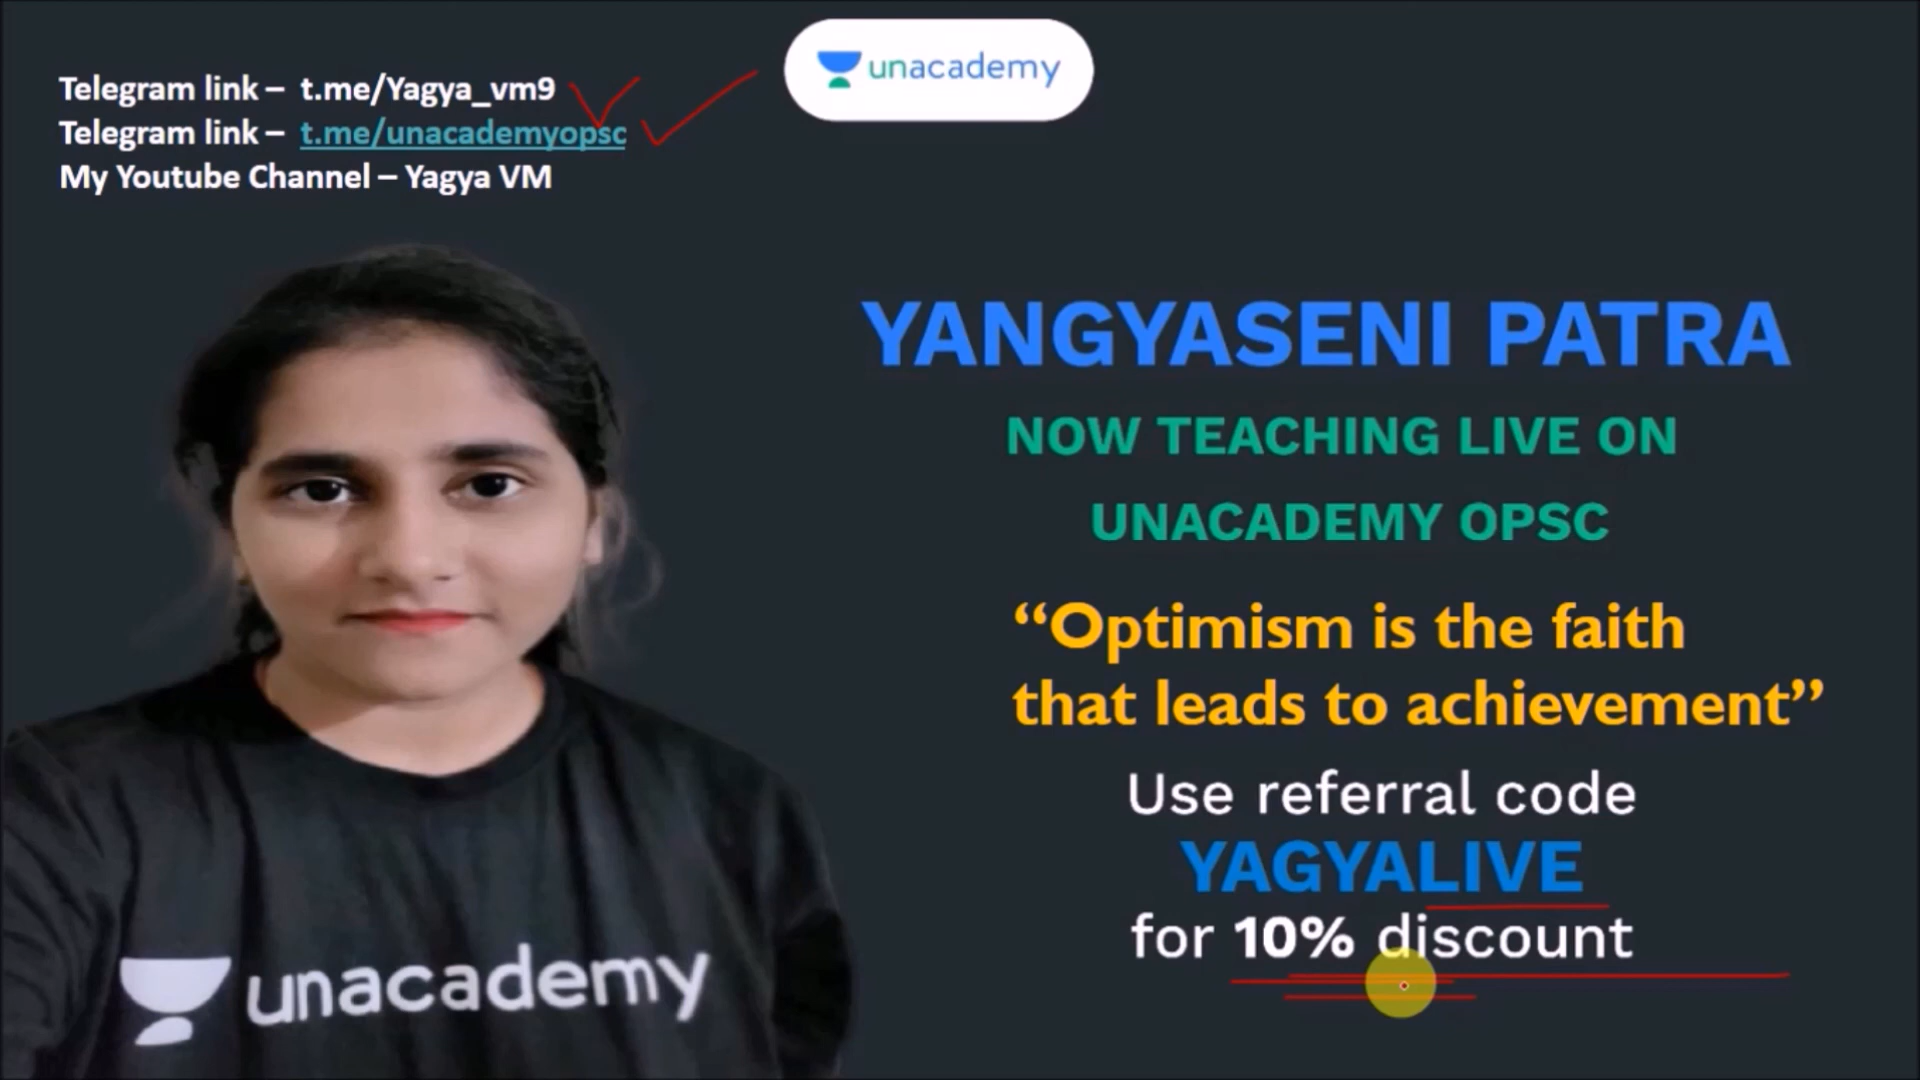 unacademy
Telegram link – t.me/Yagya_vm9
Telegram link – t.me/unacademyopsc
My Youtube Channel – Yagya VM
YANGYASENI PATRA
NOW TEACHING LIVE ON
UNACADEMY OPSC
“Optimism is the faith
that leads to achievement”
Use referral code
YAGYALIVE
for 10% discount
unacademy